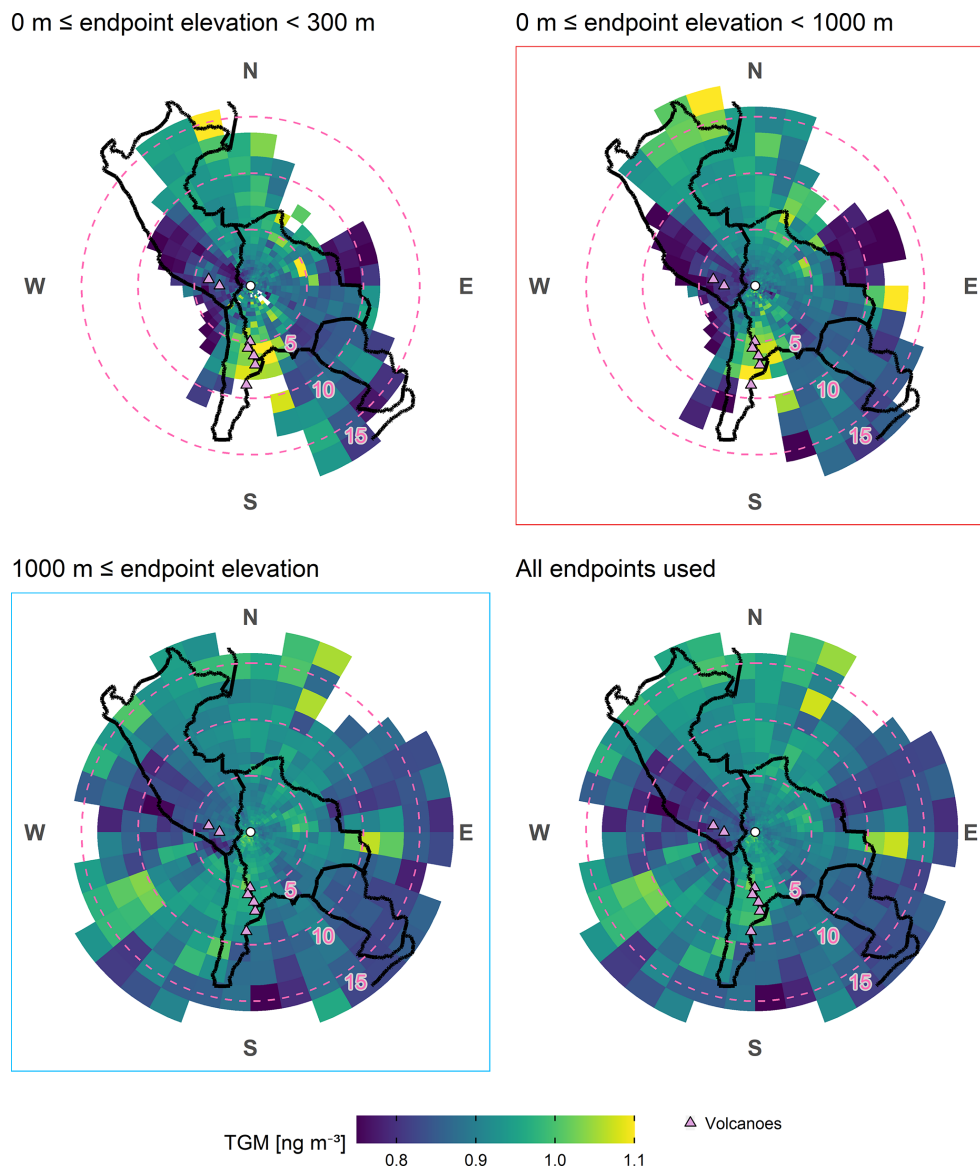 0 m ≤ endpoint elevation < 300 m
0 m ≤ endpoint elevation < 1000 m
N
W
E
S
5
10
15
N
W
E
S
5
10
15
1000 m ≤ endpoint elevation
All endpoints used
N
W
E
S
5
10
15
N
W
E
S
5
10
15
TGM [ng m⁻³]
0.8 0.9 1.0 1.1
Volcanoes